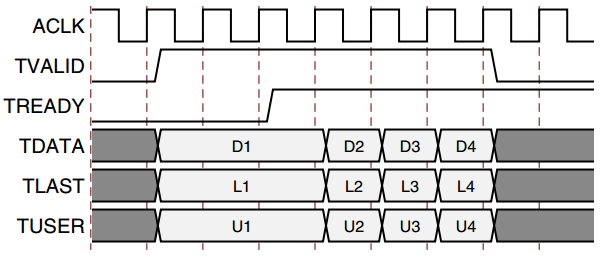 ACLK
TVALID
TREADY
TDATA D1 D2 D3 D4
TLAST L1 L2 L3 L4
TUSER U1 U2 U3 U4